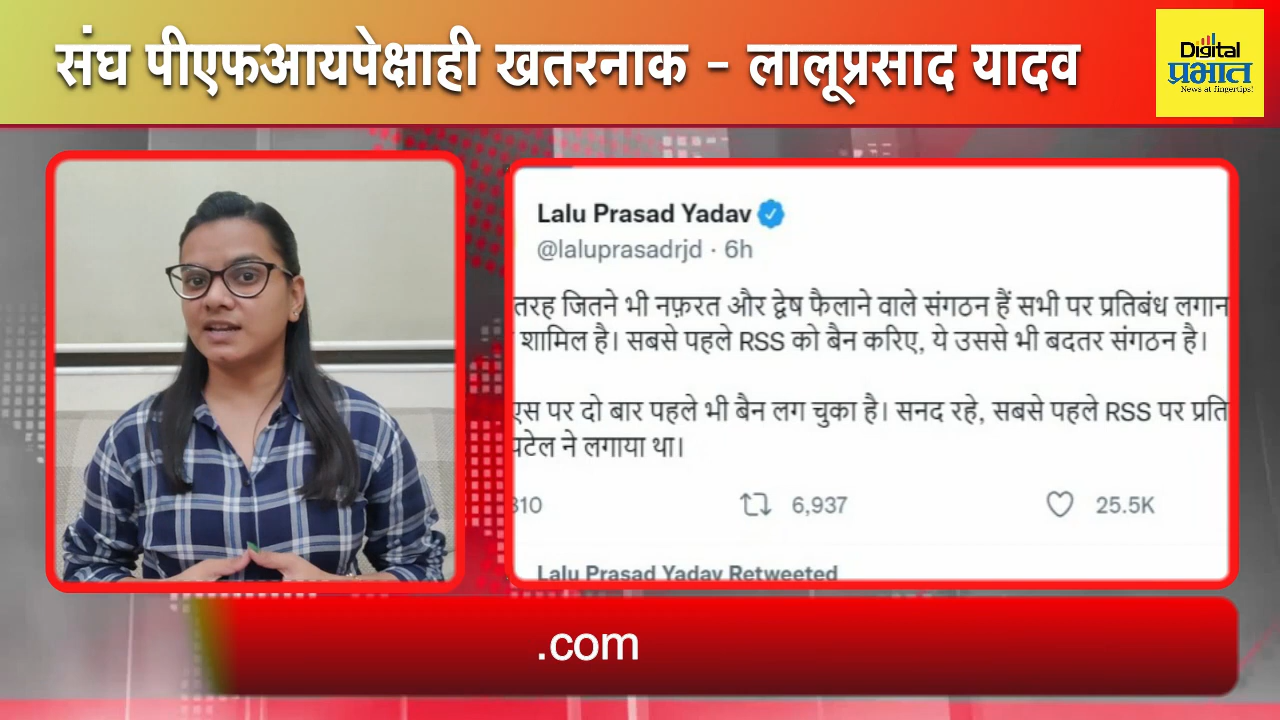 संघ पीएफआयपेक्षाही खतरनाक - लालूप्रसाद यादव
Digital
प्रभात
News at fingertips!
Lalu Prasad Yadav
@laluprasadrjd · 6h
तरह जितने भी नफ़रत और द्वेष फैलाने वाले संगठन हैं सभी पर प्रतिबंध लगान
शामिल है। सबसे पहले RSS को बैन करिए, ये उससे भी बदतर संगठन है।
एस पर दो बार पहले भी बैन लग चुका है। सनद रहे, सबसे पहले RSS पर प्रति
पटेल ने लगाया था।
310 6,937 25.5K
Lalu Prasad Yadav Retweeted
.com